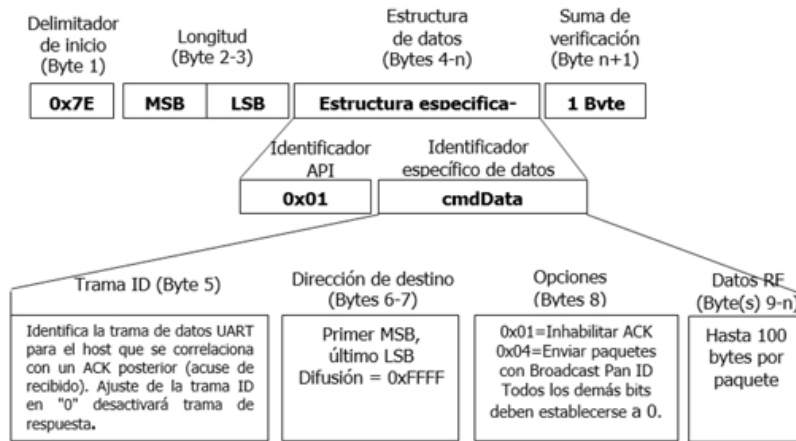 Delimitador
de inicio
(Byte 1)
Longitud
(Byte 2-3)
Estructura
de datos
(Bytes 4-n)
Suma de
verificación
(Byte n+1)
0x7E
MSB
LSB
Estructura especifica-
1 Byte
Identificador
API
Identificador
específico de datos
0x01
cmdData
Trama ID (Byte 5)
Dirección de destino
(Bytes 6-7)
Opciones
(Bytes 8)
Datos RF
(Byte(s) 9-n)
Identifica la trama de datos UART
para el host que se correlaciona
con un ACK posterior (acuse de
recibido). Ajuste de la trama ID
en "0" desactivará trama de
respuesta.
Primer MSB,
último LSB
Difusión = 0xFFFF
0x01=Inhabilitar ACK
0x04=Enviar paquetes
con Broadcast Pan ID
Todos los demás bits
deben establecerse a 0.
Hasta 100
bytes por
paquete